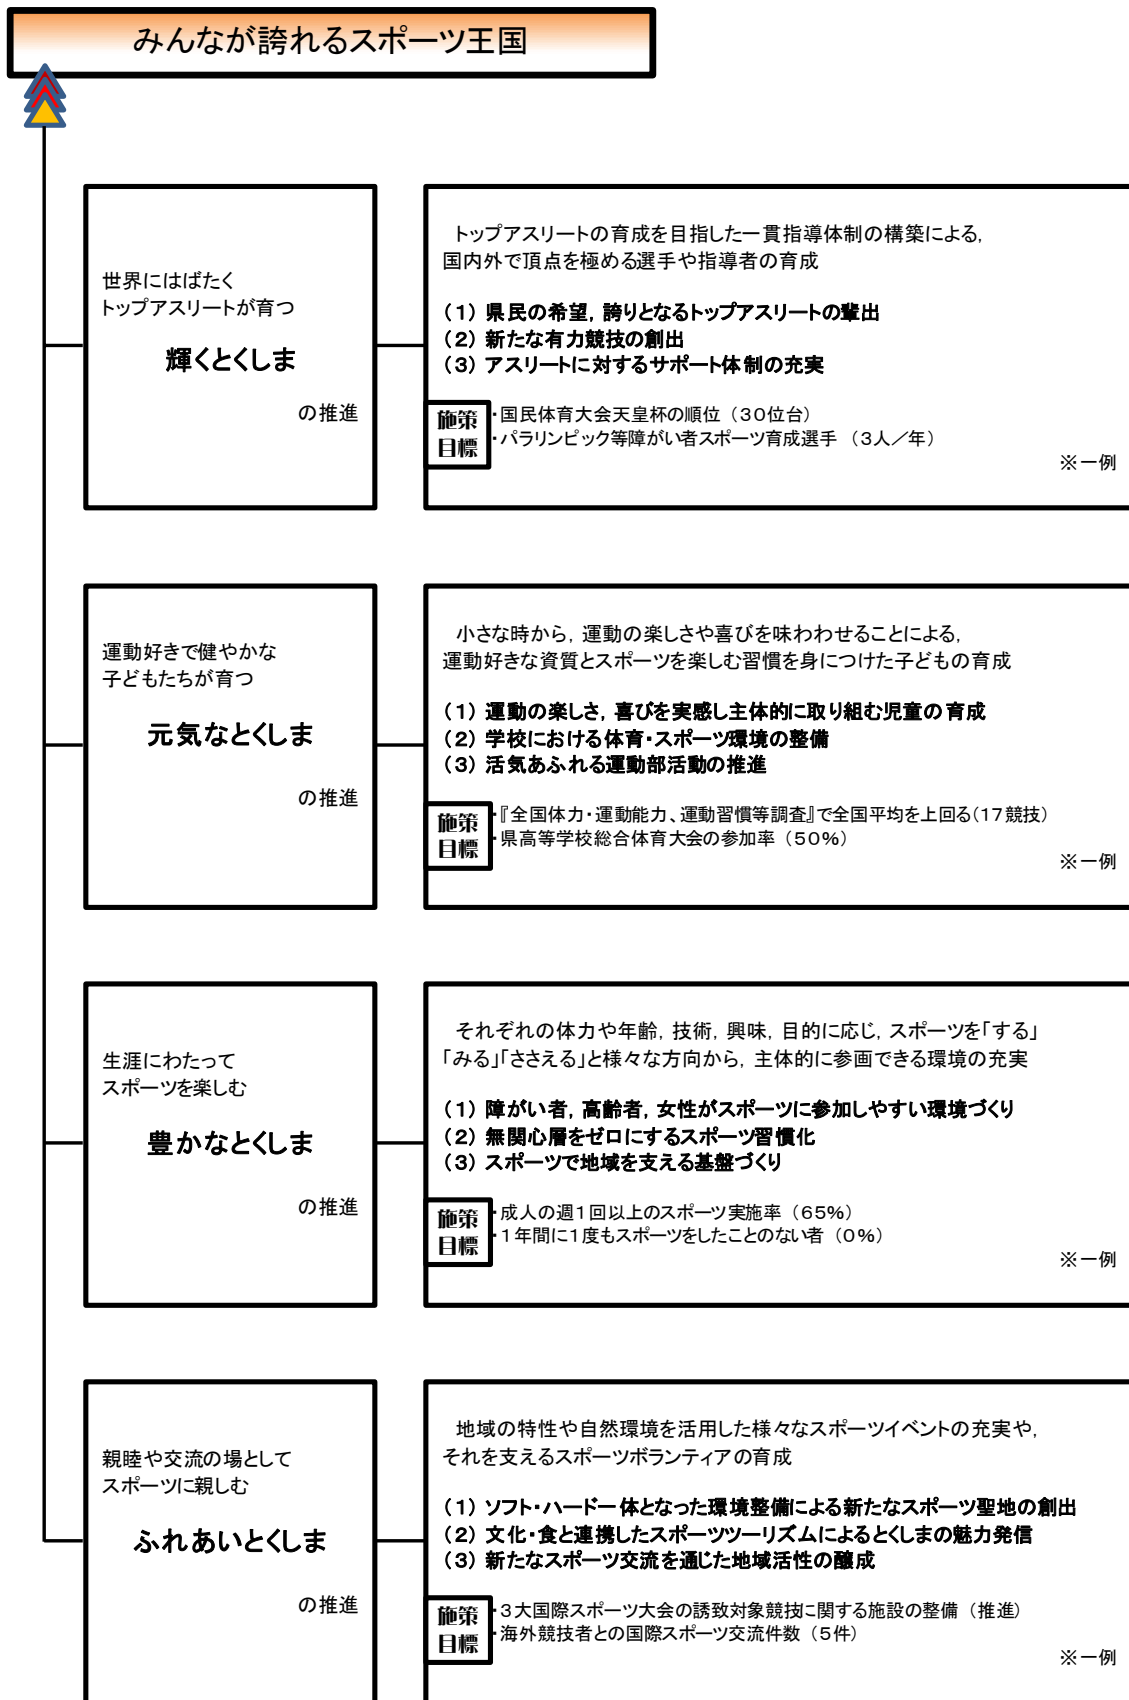 みんなが誇れるスポーツ王国
世界にはばたく
トップアスリートが育つ
輝くとくしま
の推進
トップアスリートの育成を目指した一貫指導体制の構築による，
国内外で頂点を極める選手や指導者の育成
（１） 県民の希望，誇りとなるトップアスリートの輩出
（２） 新たな有力競技の創出
（３） アスリートに対するサポート体制の充実
施策
目標
・国民体育大会天皇杯の順位 （３０位台）
・パラリンピック等障がい者スポーツ育成選手 （３人／年）
※一例
運動好きで健やかな
子どもたちが育つ
元気なとくしま
の推進
小さな時から，運動の楽しさや喜びを味わわせることによる，
運動好きな資質とスポーツを楽しむ習慣を身につけた子どもの育成
（１） 運動の楽しさ，喜びを実感し主体的に取り組む児童の育成
（２） 学校における体育・スポーツ環境の整備
（３） 活気あふれる運動部活動の推進
施策
目標
・『全国体力・運動能力、運動習慣等調査』で全国平均を上回る（１７競技）
・県高等学校総合体育大会の参加率 （５０％）
※一例
生涯にわたって
スポーツを楽しむ
豊かなとくしま
の推進
それぞれの体力や年齢，技術，興味，目的に応じ，スポーツを「する」
「みる」「ささえる」と様々な方向から，主体的に参画できる環境の充実
（１） 障がい者，高齢者，女性がスポーツに参加しやすい環境づくり
（２） 無関心層をゼロにするスポーツ習慣化
（３） スポーツで地域を支える基盤づくり
施策
目標
・成人の週１回以上のスポーツ実施率 （６５％）
・１年間に１度もスポーツをしたことのない者 （０％）
※一例
親睦や交流の場として
スポーツに親しむ
ふれあいとくしま
の推進
地域の特性や自然環境を活用した様々なスポーツイベントの充実や，
それを支えるスポーツボランティアの育成
（１） ソフト・ハード一体となった環境整備による新たなスポーツ聖地の創出
（２） 文化・食と連携したスポーツツーリズムによるとくしまの魅力発信
（３） 新たなスポーツ交流を通じた地域活性の醸成
施策
目標
・３大国際スポーツ大会の誘致対象競技に関する施設の整備 （推進）
・海外競技者との国際スポーツ交流件数 （５件）
※一例